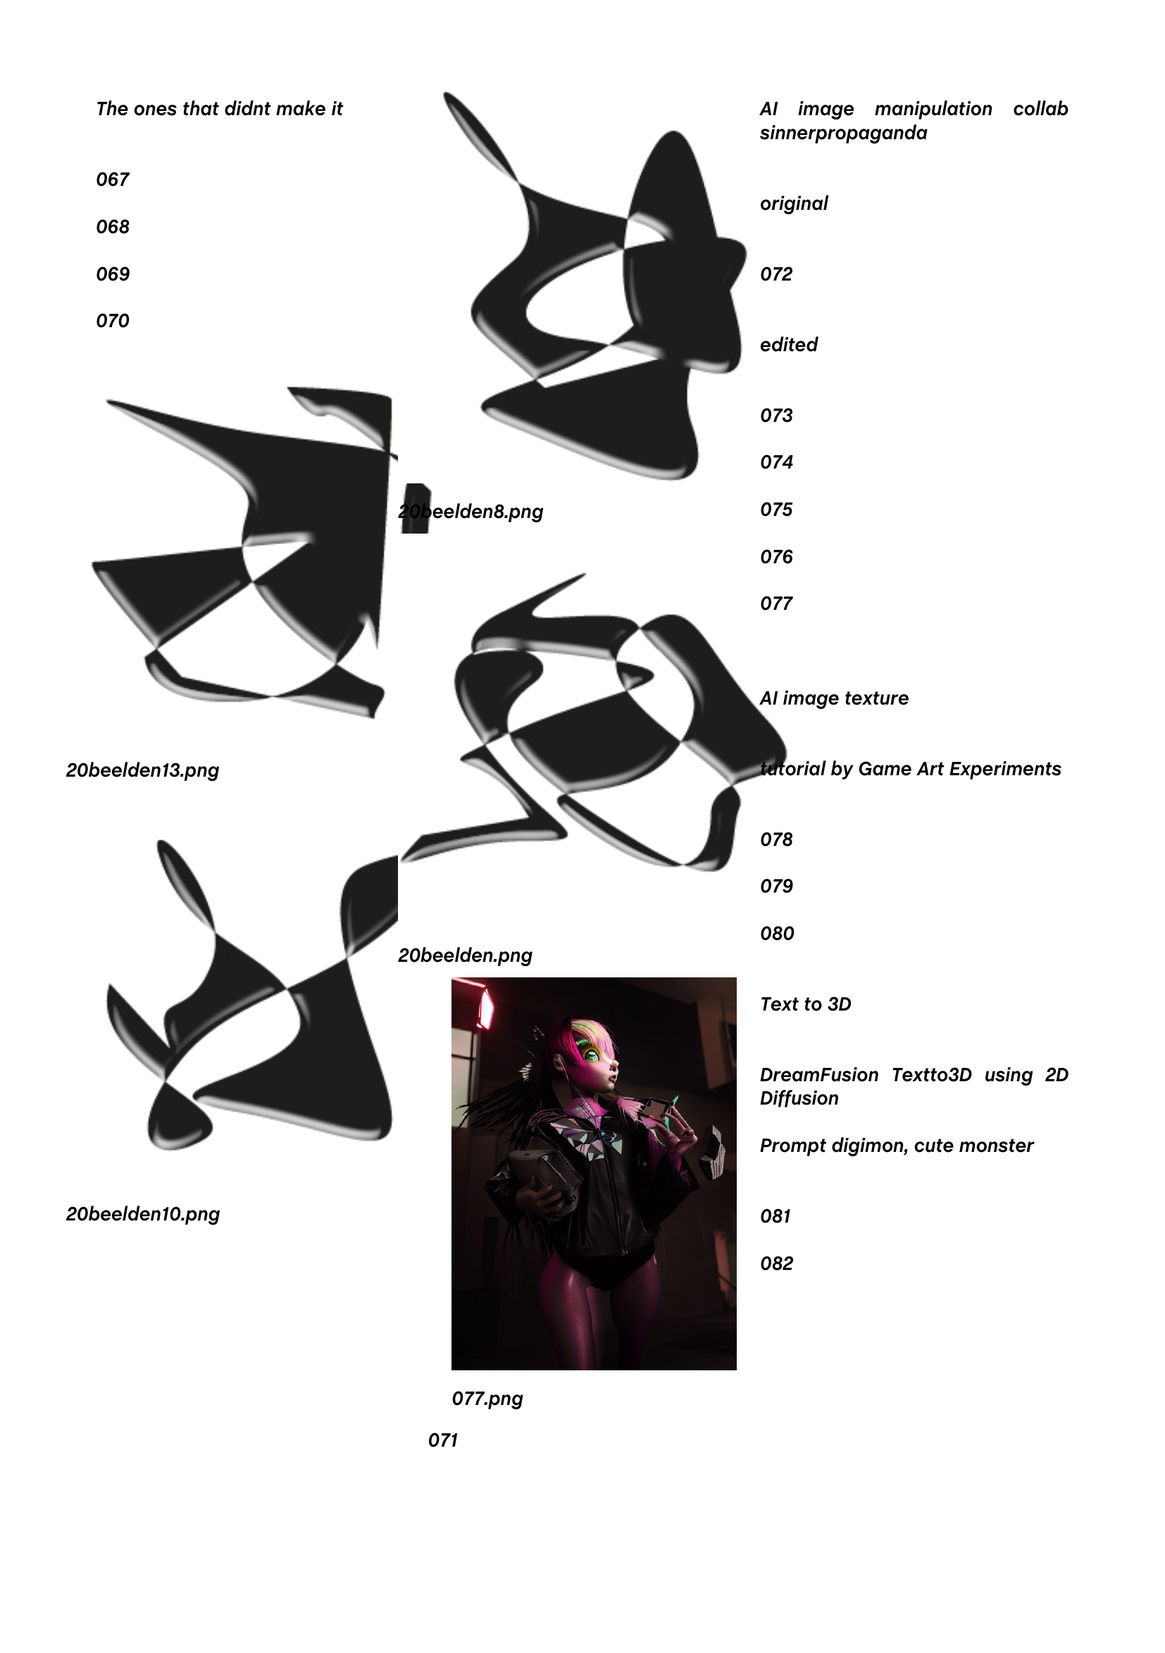 The ones that didnt make it
067
068
069
070
20beelden13.png
20beelden10.png
20beelden8.png
20beelden.png
077.png
071
AI image manipulation collab
sinnerpropaganda
original
072
edited
073
074
075
076
077
AI image texture
tutorial by Game Art Experiments
078
079
080
Text to 3D
DreamFusion Textto3D using 2D
Diffusion
Prompt digimon, cute monster
081
082